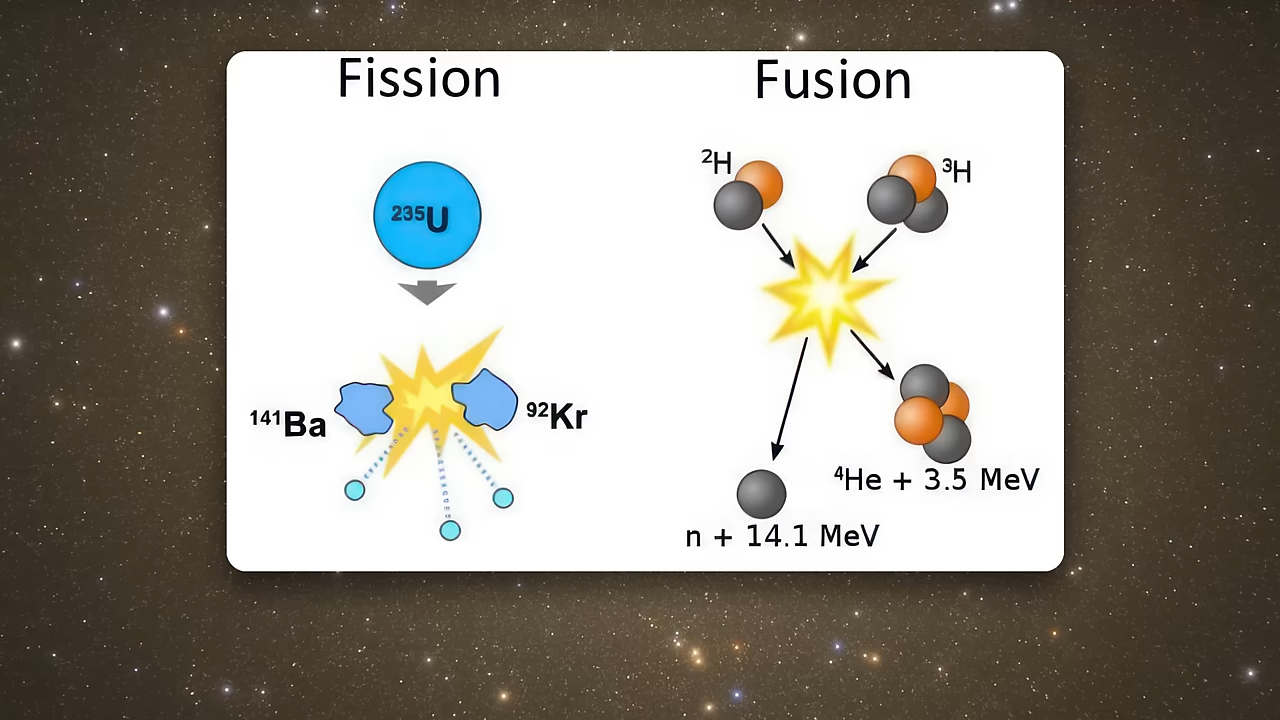 Fission
²³⁵U
¹⁴¹Ba
⁹²Kr
Fusion
²H
³H
⁴He + 3.5 MeV
n + 14.1 MeV